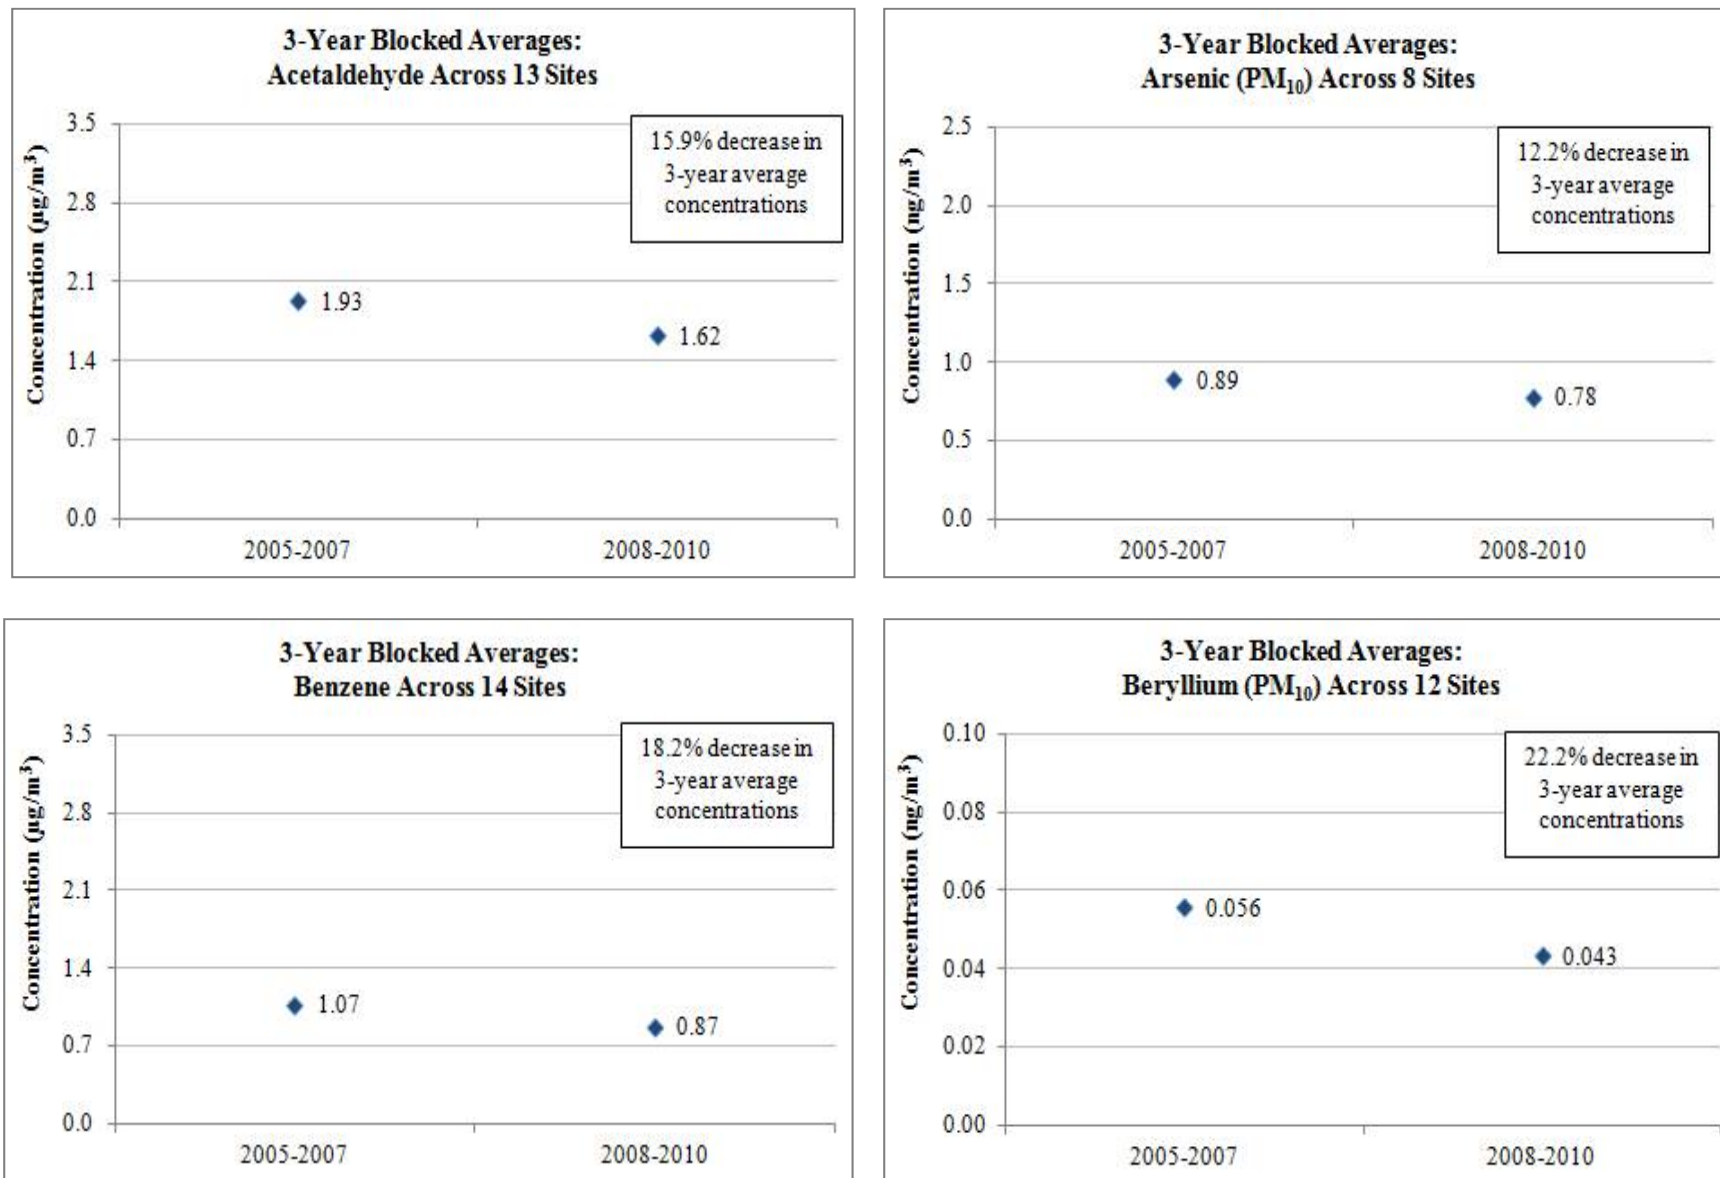 3-Year Blocked Averages:
Acetaldehyde Across 13 Sites
Concentration (µg/m³)
3.5
2.8
2.1
1.4
0.7
0.0
15.9% decrease in
3-year average
concentrations
1.93
1.62
2005-2007
2008-2010
3-Year Blocked Averages:
Arsenic (PM₁₀) Across 8 Sites
Concentration (ng/m³)
2.5
2.0
1.5
1.0
0.5
0.0
12.2% decrease in
3-year average
concentrations
0.89
0.78
2005-2007
2008-2010
3-Year Blocked Averages:
Benzene Across 14 Sites
Concentration (µg/m³)
3.5
2.8
2.1
1.4
0.7
0.0
18.2% decrease in
3-year average
concentrations
1.07
0.87
2005-2007
2008-2010
3-Year Blocked Averages:
Beryllium (PM₁₀) Across 12 Sites
Concentration (ng/m³)
0.10
0.08
0.06
0.04
0.02
0.00
22.2% decrease in
3-year average
concentrations
0.056
0.043
2005-2007
2008-2010